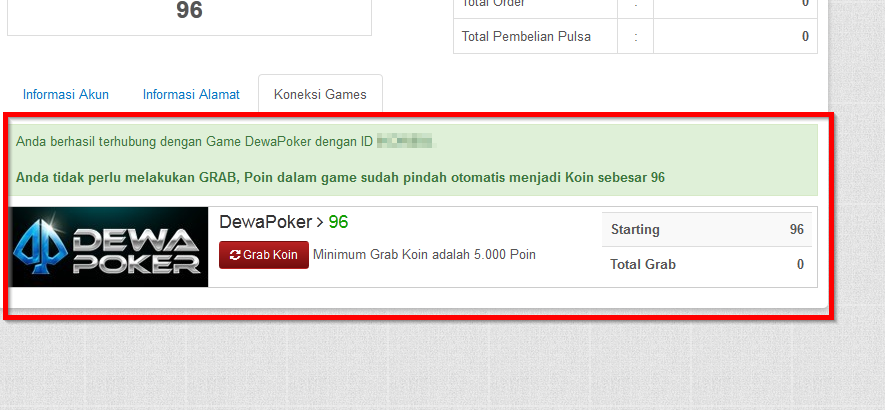 96
Total Order : 0
Total Pembelian Pulsa : 0
Informasi Akun Informasi Alamat Koneksi Games
Anda berhasil terhubung dengan Game DewaPoker dengan ID
Anda tidak perlu melakukan GRAB, Poin dalam game sudah pindah otomatis menjadi Koin sebesar 96
DEWA
POKER
DewaPoker > 96
Grab Koin Minimum Grab Koin adalah 5.000 Poin
Starting 96
Total Grab 0